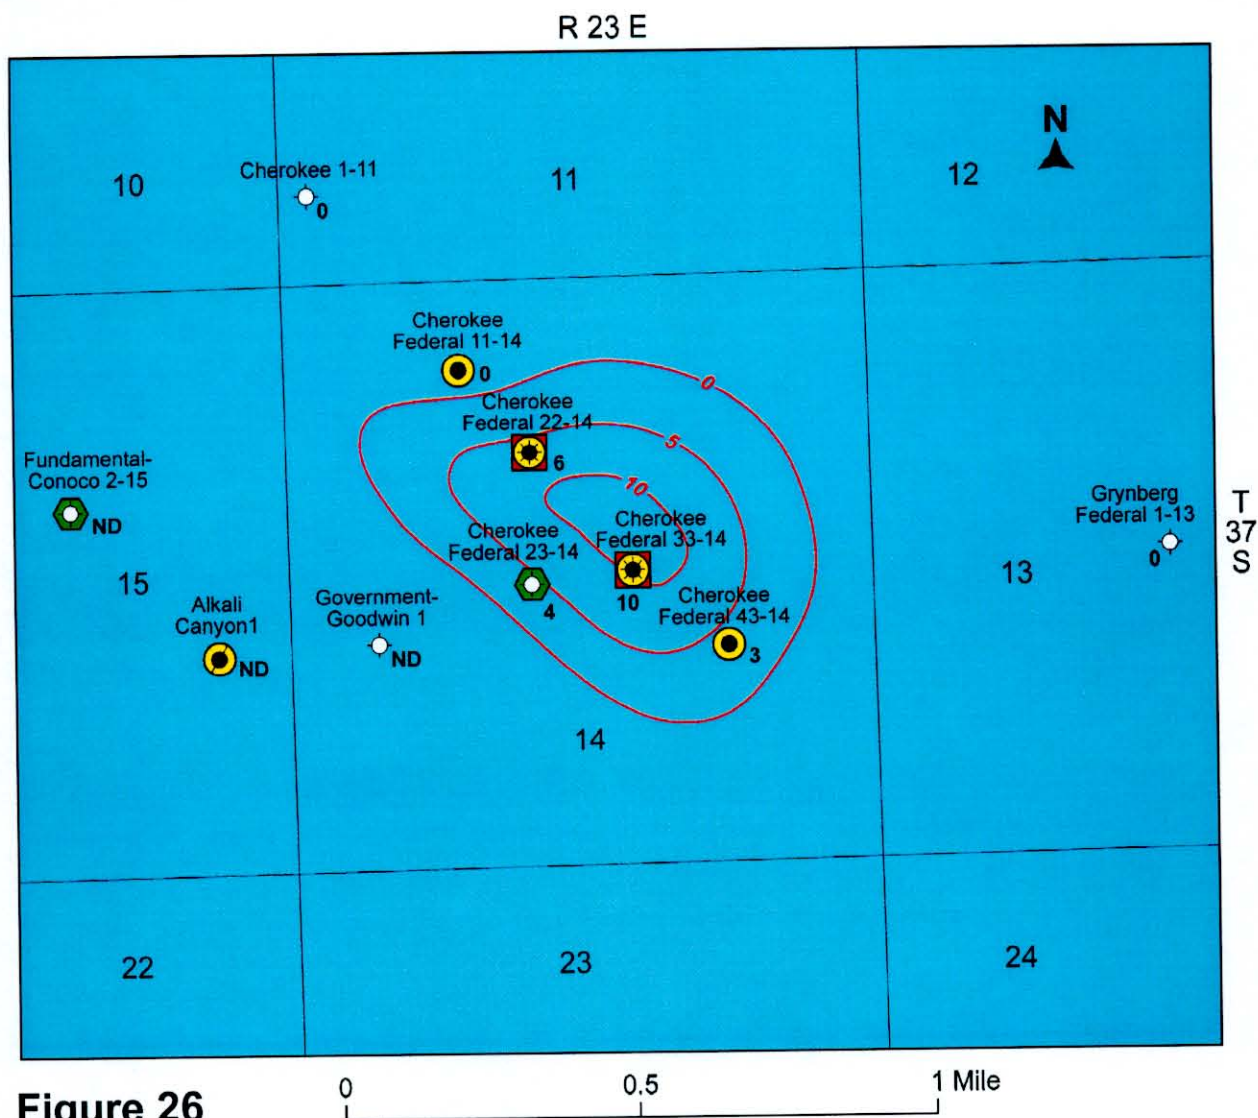 R 23 E
N
10
Cherokee 1-11
0
11
12
Cherokee
Federal 11-14
0
0
Cherokee
Federal 22-14
6
5
10
Fundamental-
Conoco 2-15
ND
Cherokee
Federal 23-14
4
Cherokee
Federal 33-14
10
Grynberg
Federal 1-13
0
T
37
S
15
13
Alkali
Canyon1
ND
Government-
Goodwin 1
ND
Cherokee
Federal 43-14
3
14
22
23
24
Figure 26
0
0.5
1 Mile